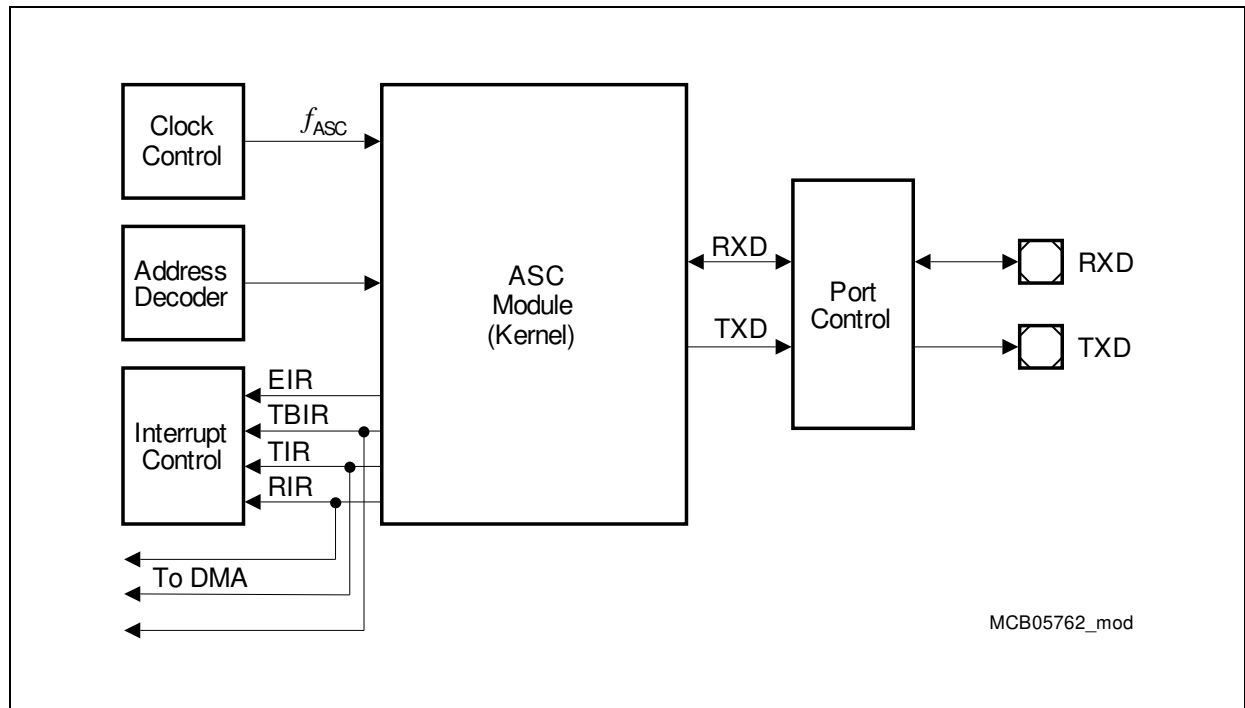 Clock
Control
fASC
Address
Decoder
Interrupt
Control
EIR
TBIR
TIR
RIR
To DMA
ASC
Module
(Kernel)
RXD
TXD
Port
Control
RXD
TXD
MCB05762_mod